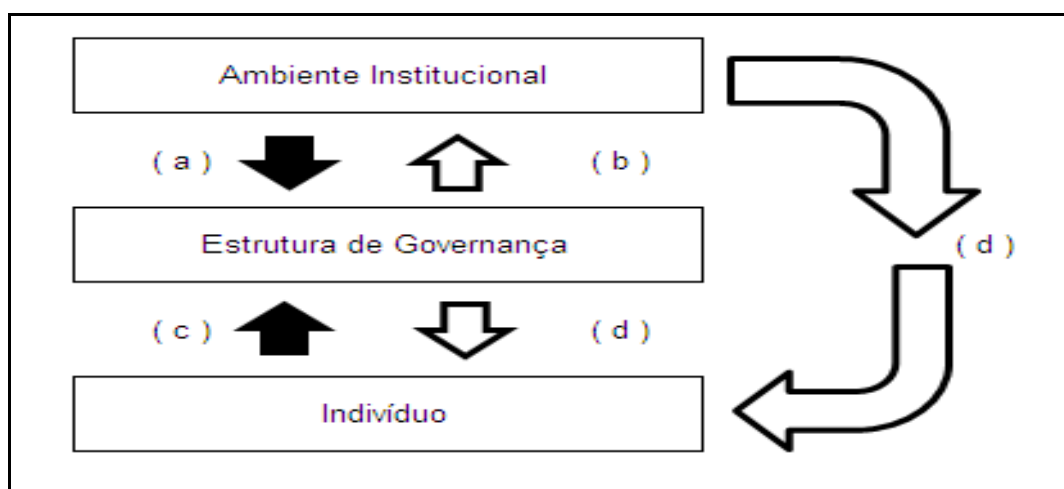 Ambiente Institucional
( a ) ( b )
Estrutura de Governança
( d )
( c ) ( d )
Indivíduo